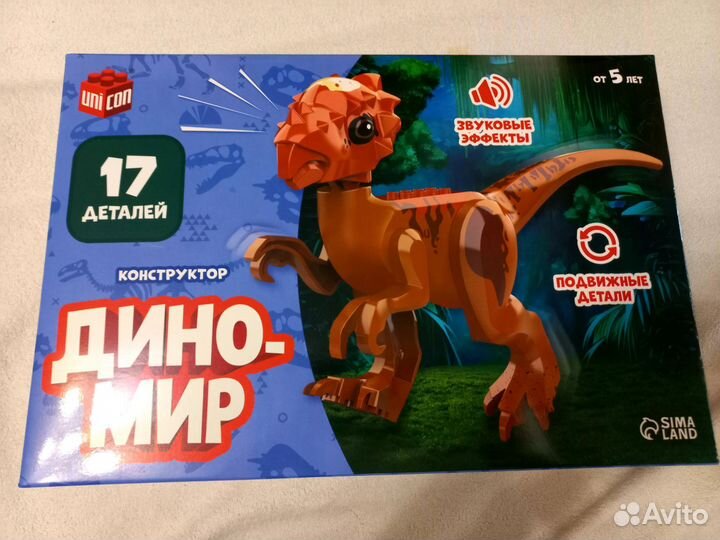 UNI CON
17
ДЕТАЛЕЙ
КОНСТРУКТОР
ДИНО-
МИР
ЗВУКОВЫЕ
ЭФФЕКТЫ
ОТ 5 ЛЕТ
ПОДВИЖНЫЕ
ДЕТАЛИ
SIMA
LAND
Avito